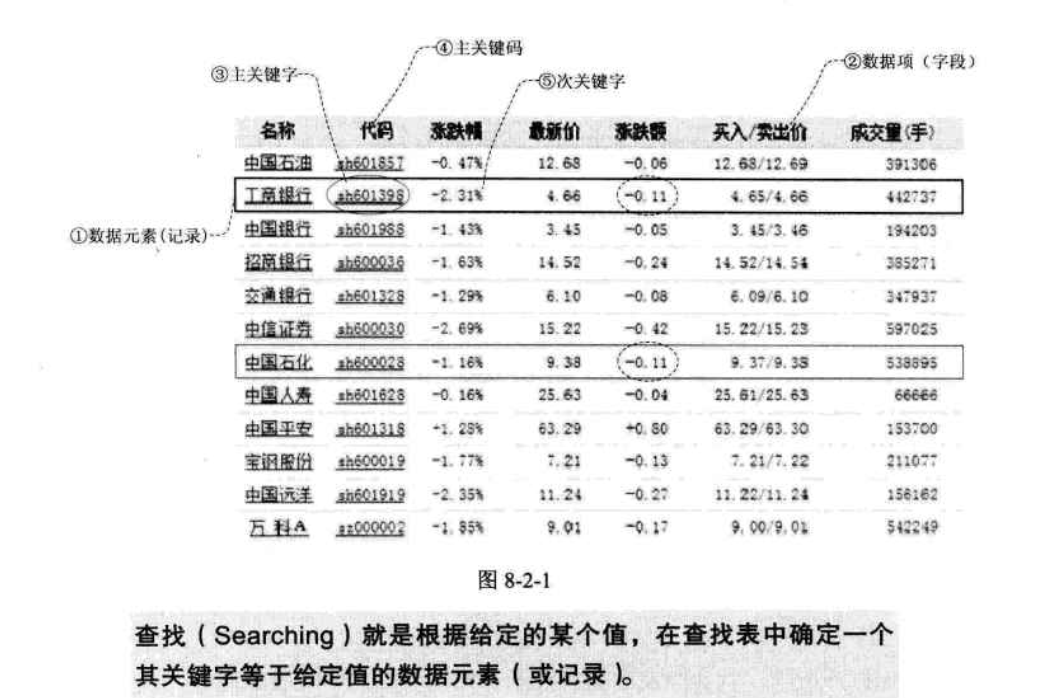 ④主关键码
③主关键字
⑤次关键字
②数据项（字段）
名称 代码 涨跌幅 最新价 涨跌额 买入/卖出价 成交量(手)
中国石油 sh601857 -0.47% 12.68 -0.06 12.68/12.69 391306
工商银行 sh601398 -2.31% 4.66 -0.11 4.65/4.66 442737
①数据元素(记录)
中国银行 sh601988 -1.43% 3.45 -0.05 3.45/3.46 194203
招商银行 sh600036 -1.63% 14.52 -0.24 14.52/14.54 385271
交通银行 sh601328 -1.29% 6.10 -0.08 6.09/6.10 347937
中信证券 sh600030 -2.69% 15.22 -0.42 15.22/15.23 597025
中国石化 sh600028 -1.16% 9.38 -0.11 9.37/9.38 538895
中国人寿 sh601628 -0.16% 25.63 -0.04 25.61/25.63 66666
中国平安 sh601318 +1.28% 63.29 +0.80 63.29/63.30 153700
宝钢股份 sh600019 -1.77% 7.21 -0.13 7.21/7.22 211077
中国远洋 sh601919 -2.35% 11.24 -0.27 11.22/11.24 156162
万 科A sz000002 -1.85% 9.01 -0.17 9.00/9.01 542249
图 8-2-1
查找（Searching）就是根据给定的某个值，在查找表中确定一个
其关键字等于给定值的数据元素（或记录）。